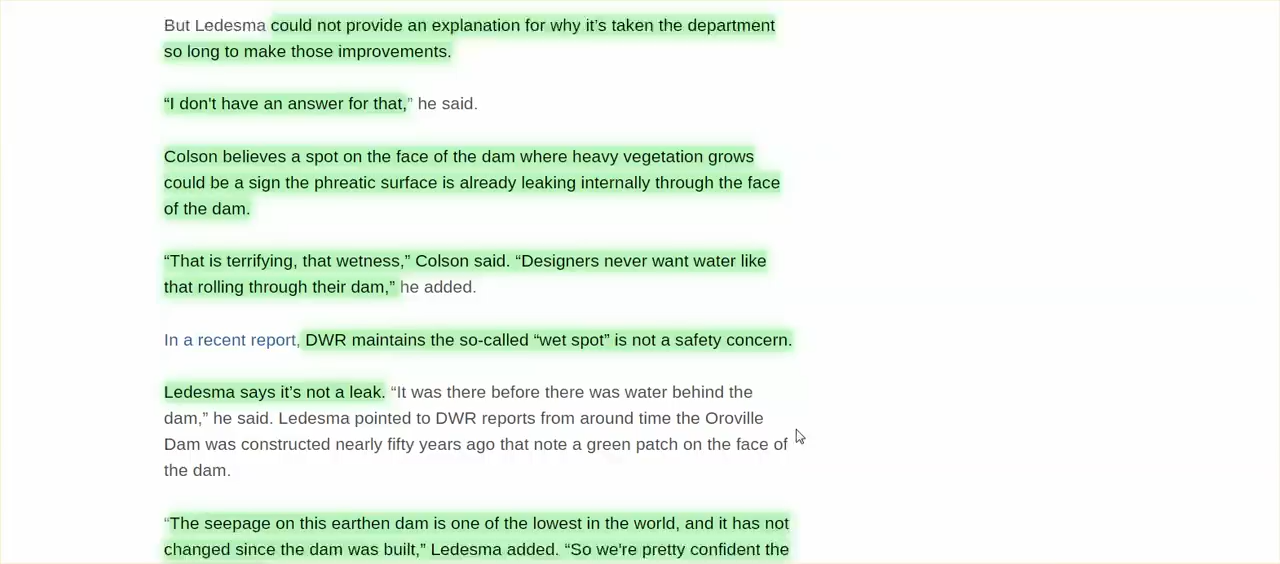 But Ledesma could not provide an explanation for why it’s taken the department
so long to make those improvements.
“I don't have an answer for that,” he said.
Colson believes a spot on the face of the dam where heavy vegetation grows
could be a sign the phreatic surface is already leaking internally through the face
of the dam.
“That is terrifying, that wetness,” Colson said. “Designers never want water like
that rolling through their dam,” he added.
In a recent report, DWR maintains the so-called “wet spot” is not a safety concern.
Ledesma says it’s not a leak. “It was there before there was water behind the
dam,” he said. Ledesma pointed to DWR reports from around time the Oroville
Dam was constructed nearly fifty years ago that note a green patch on the face of
the dam.
“The seepage on this earthen dam is one of the lowest in the world, and it has not
changed since the dam was built,” Ledesma added. “So we're pretty confident the